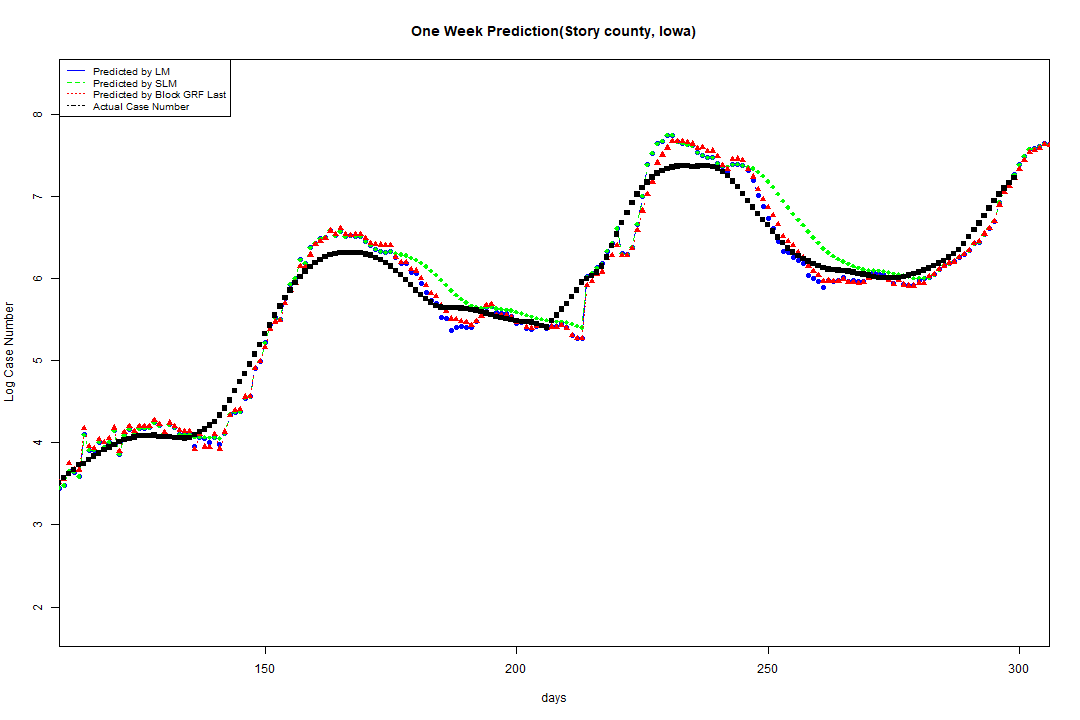 One Week Prediction(Story county, Iowa)
Predicted by LM
Predicted by SLM
Predicted by Block GRF Last
Actual Case Number
Log Case Number
8
7
6
5
4
3
2
150 200 250 300
days